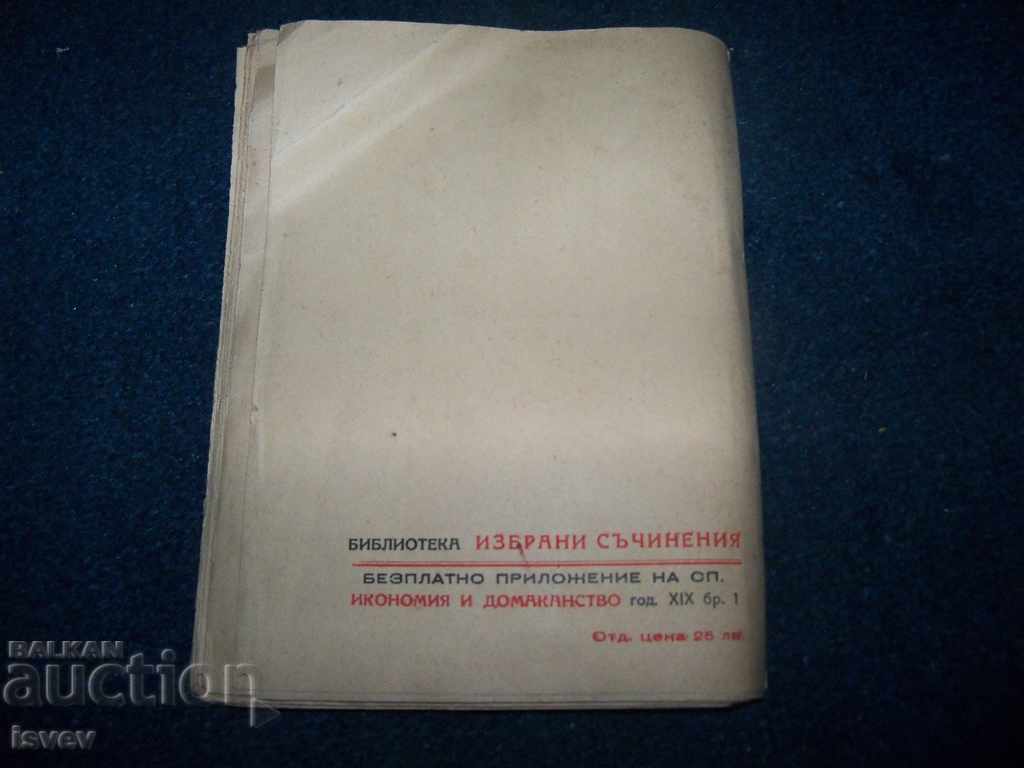 БИБЛИОТЕКА ИЗБРАНИ СЪЧИНЕНИЯ
БЕЗПЛАТНО ПРИЛОЖЕНИЕ НА СП.
ИКОНОМИЯ И ДОМАКИНСТВО год. XIX бр. 1
Отд. цена 25 лв.
BALKAN
auction
isvev